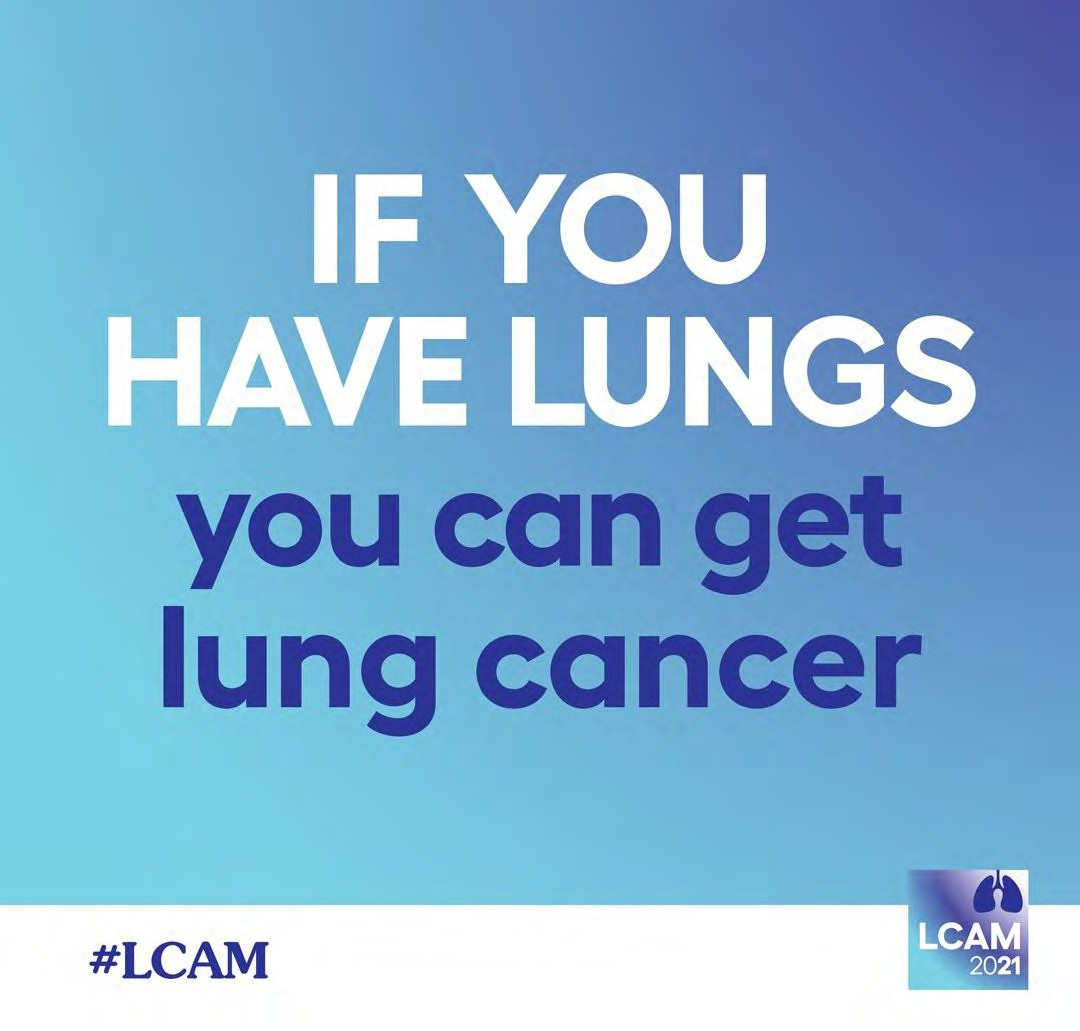 IF YOU
HAVE LUNGS
you can get
lung cancer
#LCAM
LCAM
2021